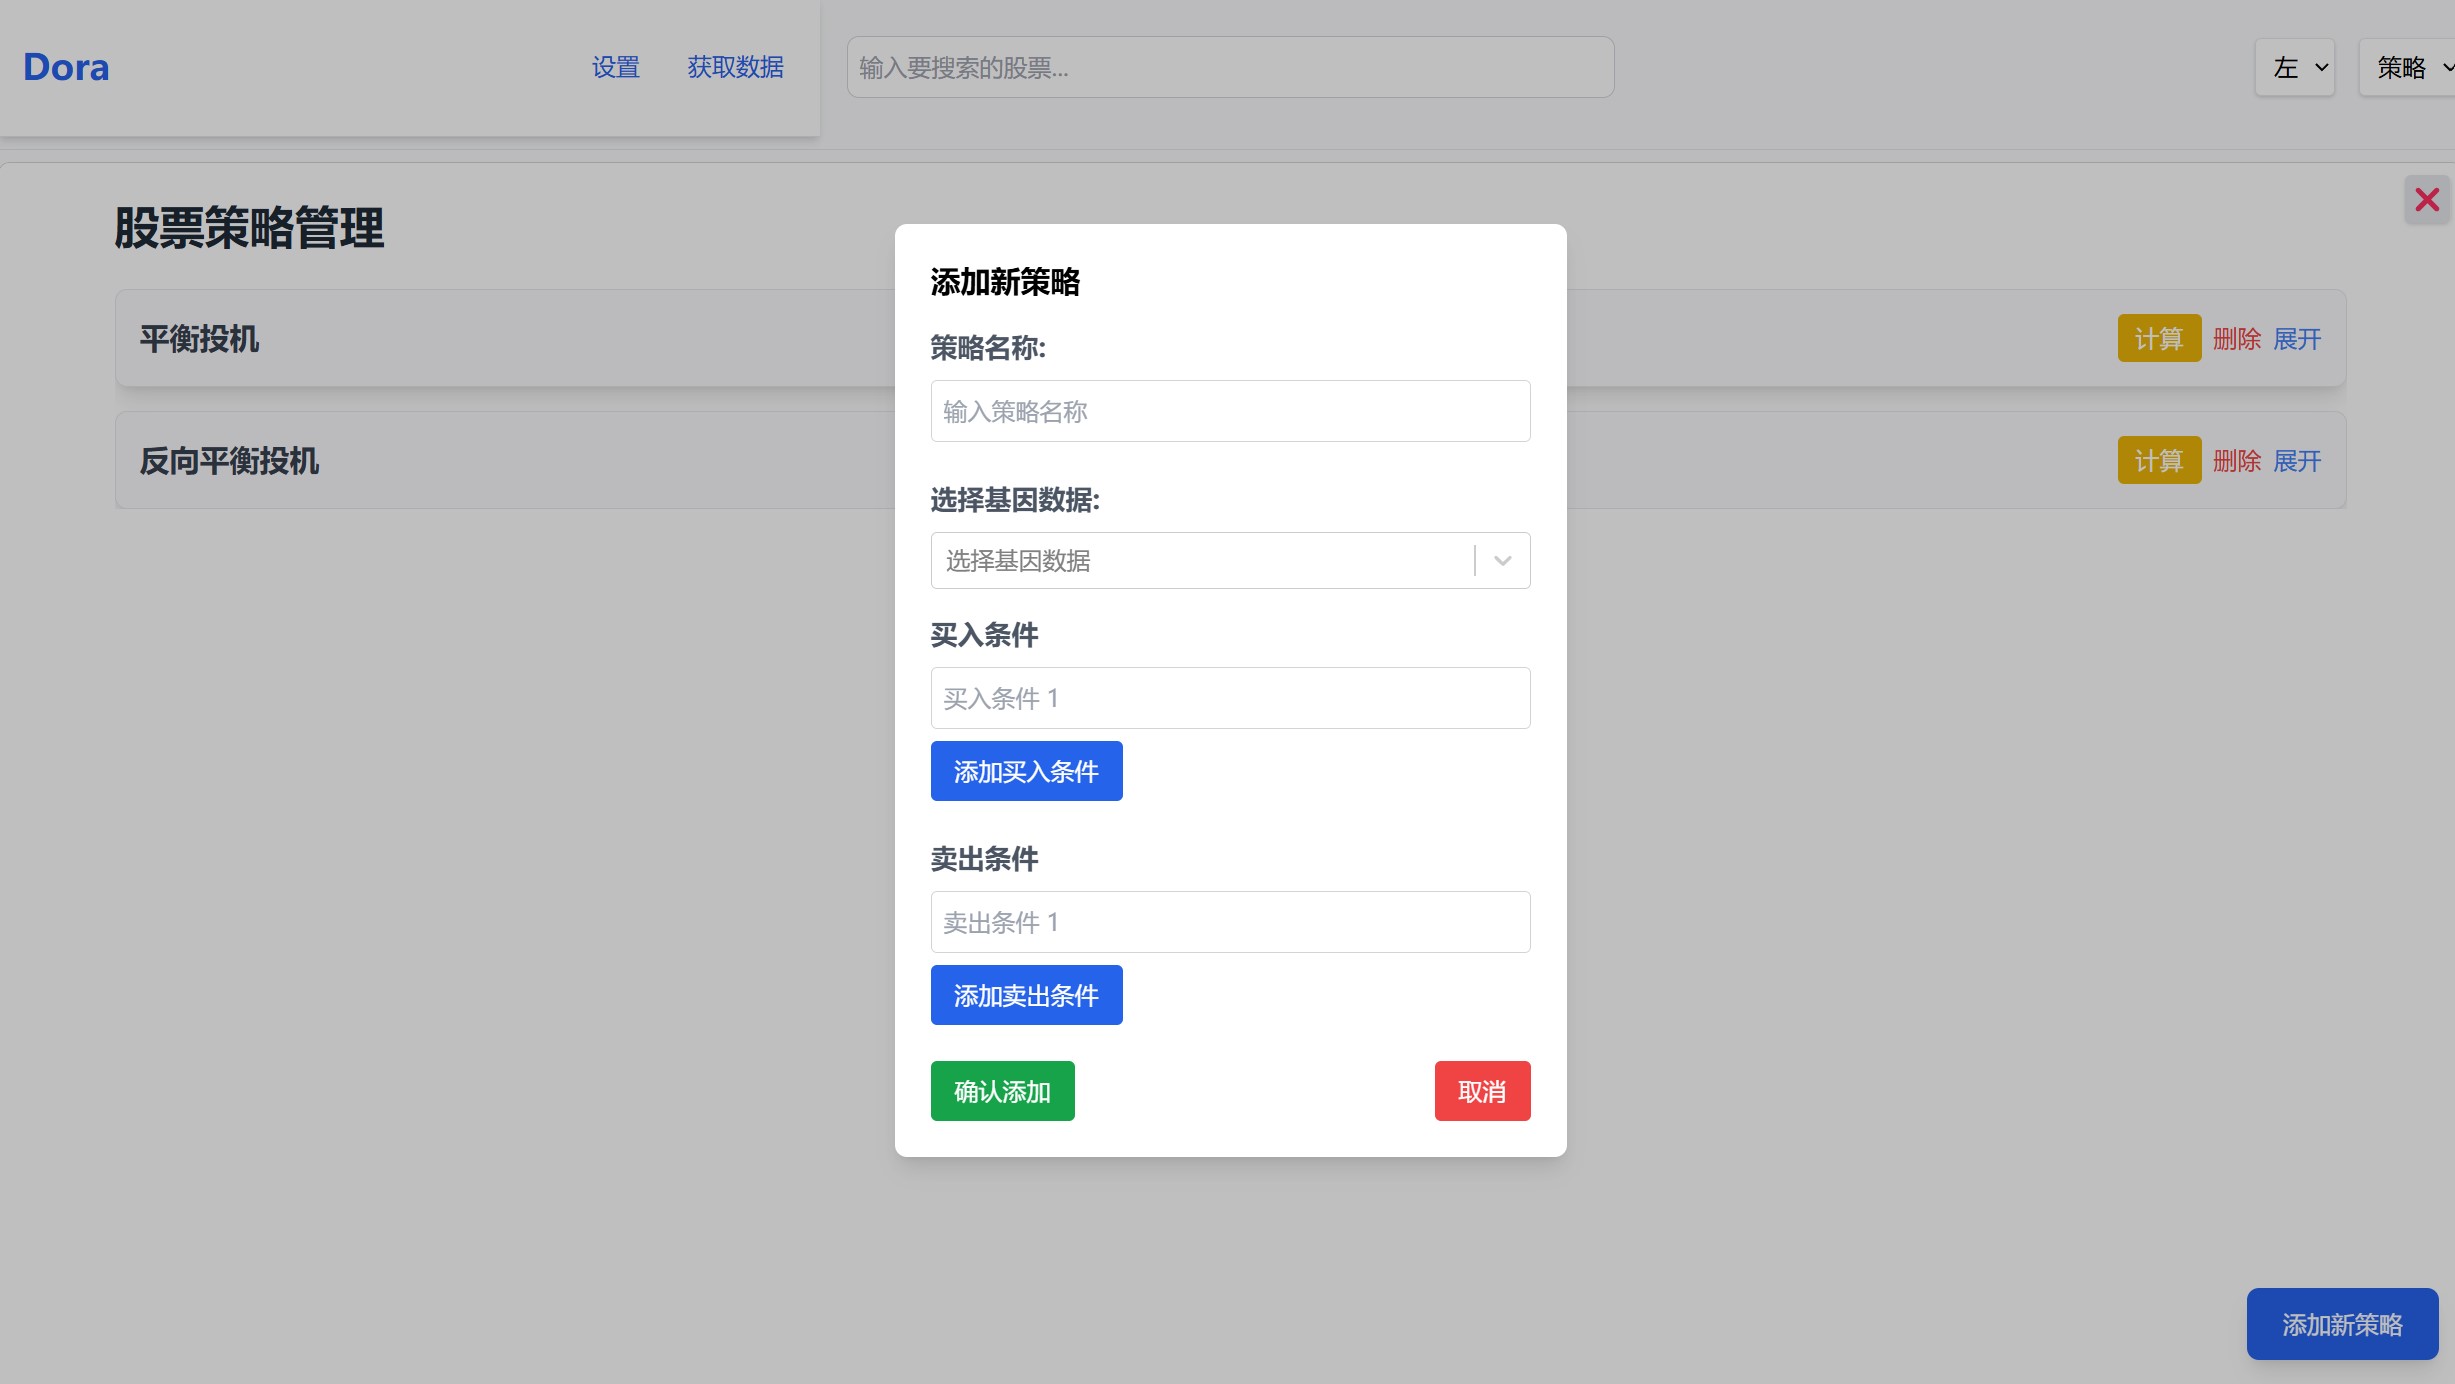 Dora
设置 获取数据
输入要搜索的股票...
左
策略
股票策略管理
平衡投机
计算 删除 展开
反向平衡投机
计算 删除 展开
添加新策略
策略名称:
输入策略名称
选择基因数据:
选择基因数据
买入条件
买入条件 1
添加买入条件
卖出条件
卖出条件 1
添加卖出条件
确认添加
取消
添加新策略